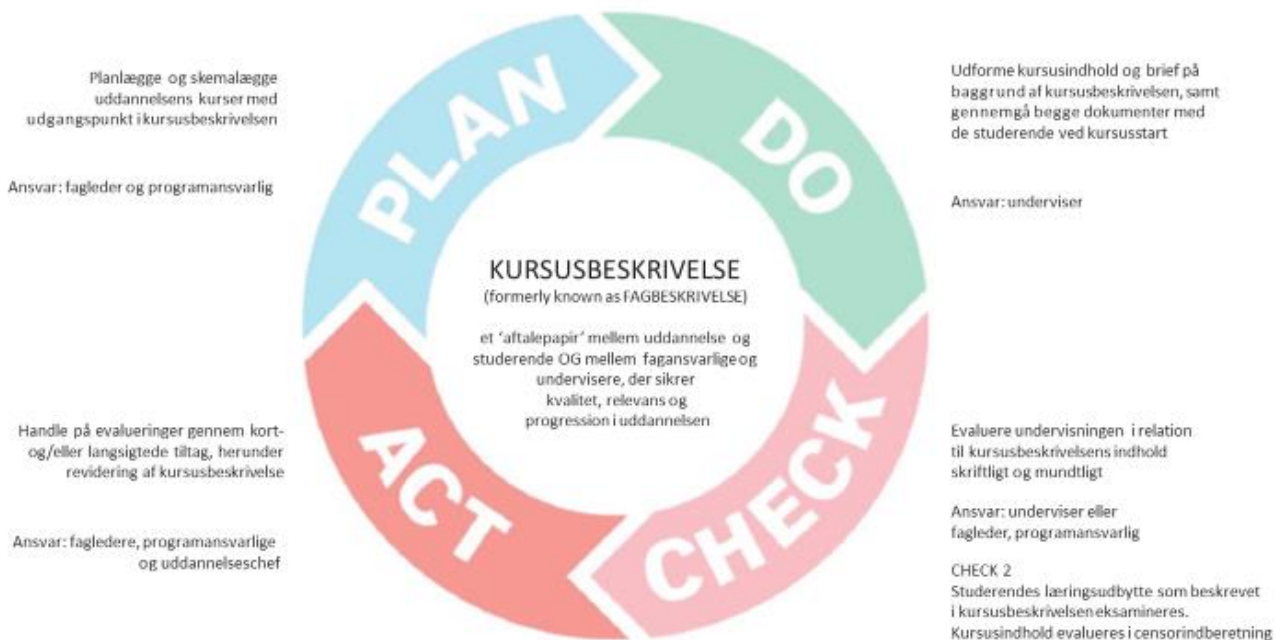 Planlægge og skemalægge
uddannelsens kurser med
udgangspunkt i kursusbeskrivelsen
Ansvar: fagleder og programansvarlig
PLAN
DO
Udforme kursusindhold og brief på
baggrund af kursusbeskrivelsen, samt
gennemgå begge dokumenter med
de studerende ved kursusstart
Ansvar: underviser
KURSUSBESKRIVELSE
(formerly known as FAGBESKRIVELSE)
et ‘aftalepapir’ mellem uddannelse og
studerende OG mellem fagansvarlige og
undervisere, der sikrer
kvalitet, relevans og
progression i uddannelsen
Handle på evalueringer gennem kort-
og/eller langsigtede tiltag, herunder
revidering af kursusbeskrivelse
Ansvar: fagledere, programansvarlige
og uddannelseschef
ACT
CHECK
Evaluere undervisningen i relation
til kursusbeskrivelsens indhold
skriftligt og mundtligt
Ansvar: underviser eller
fagleder, programansvarlig
CHECK 2
Studerendes læringsudbytte som beskrevet
i kursusbeskrivelsen eksamineres.
Kursusindhold evalueres i censorindberetning